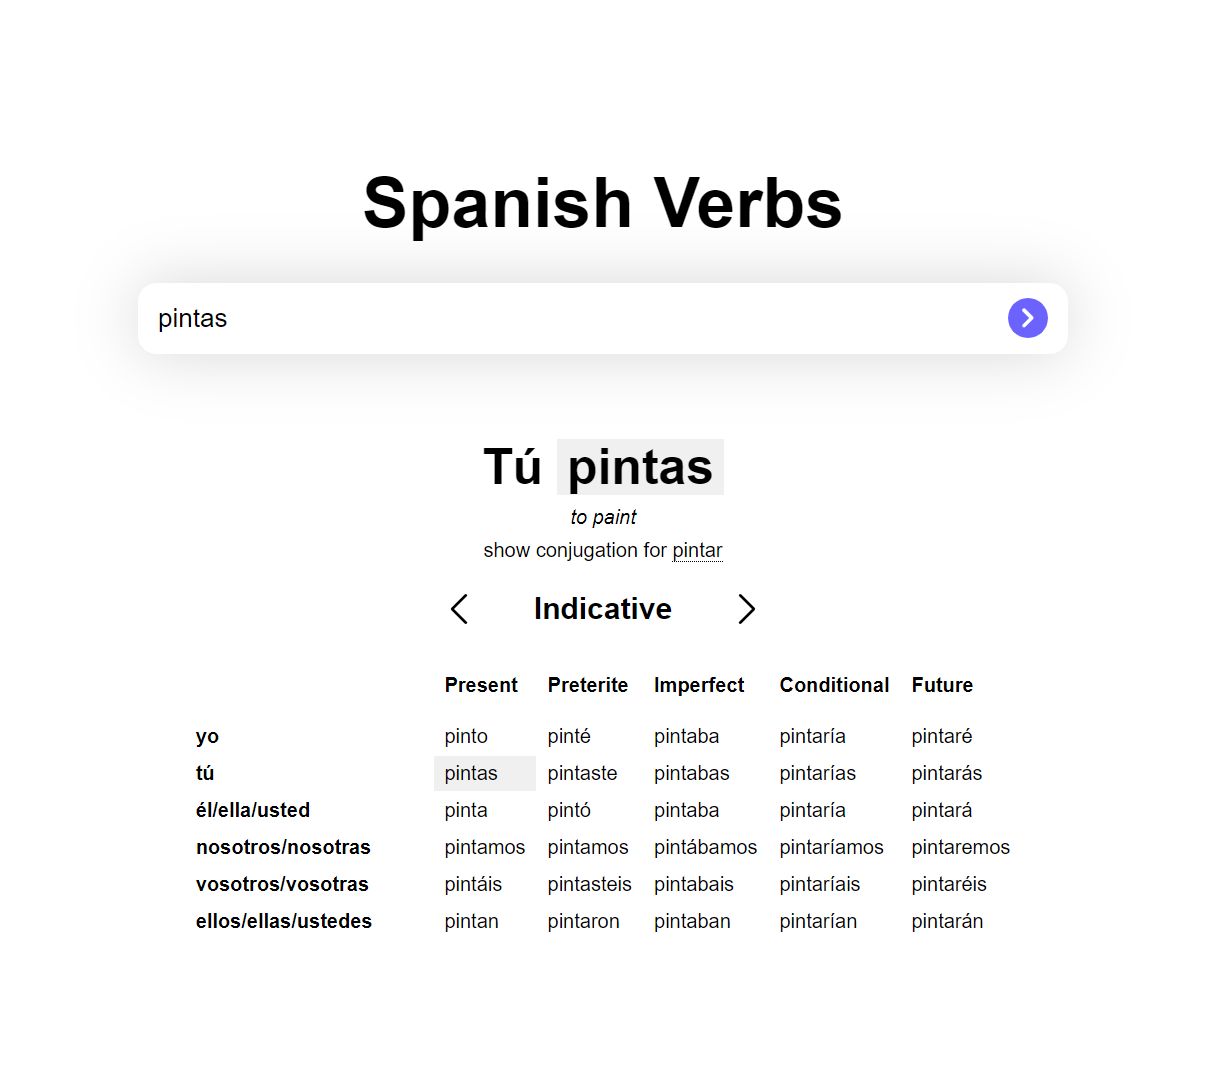 Spanish Verbs
pintas
Tú pintas
to paint
show conjugation for pintar
Indicative
Present Preterite Imperfect Conditional Future
yo pinto pinté pintaba pintaría pintaré
tú pintas pintaste pintabas pintarías pintarás
él/ella/usted pinta pintó pintaba pintaría pintará
nosotros/nosotras pintamos pintamos pintábamos pintaríamos pintaremos
vosotros/vosotras pintáis pintasteis pintabais pintaríais pintaréis
ellos/ellas/ustedes pintan pintaron pintaban pintarían pintarán